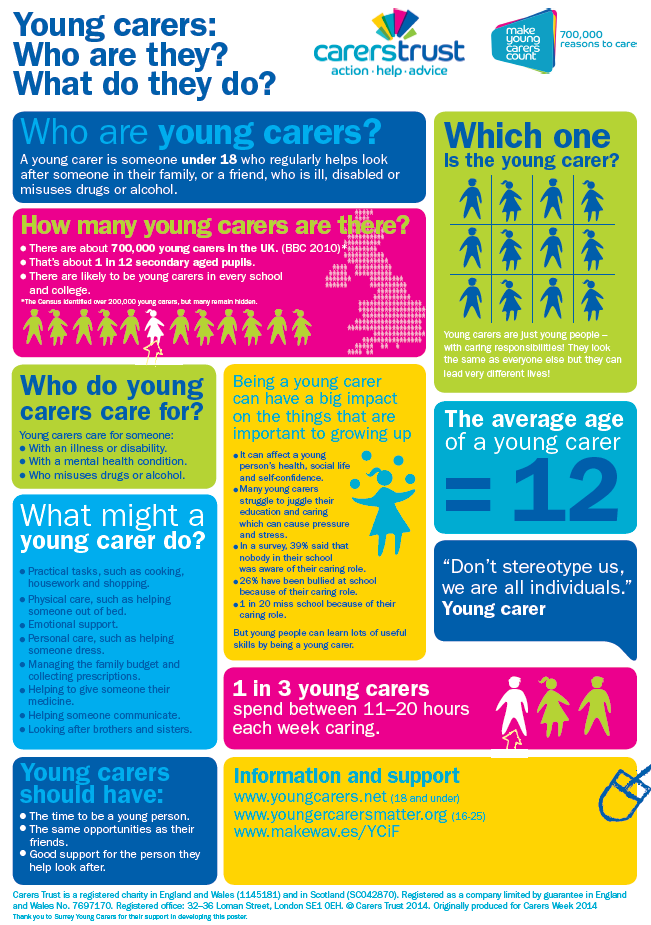 Young carers:
Who are they?
What do they do?
carerstrust
action · help · advice
make
young
carers
count
700,000
reasons to care
Who are young carers?
A young carer is someone under 18 who regularly helps look
after someone in their family, or a friend, who is ill, disabled or
misuses drugs or alcohol.
How many young carers are there?
• There are about 700,000 young carers in the UK. (BBC 2010)*
• That's about 1 in 12 secondary aged pupils.
• There are likely to be young carers in every school
and college.
*The Census identified over 200,000 young carers, but many remain hidden.
Which one
Is the young carer?
Young carers are just young people –
with caring responsibilities! They look
the same as everyone else but they can
lead very different lives!
Who do young
carers care for?
Young carers care for someone:
• With an illness or disability.
• With a mental health condition.
• Who misuses drugs or alcohol.
Being a young carer
can have a big impact
on the things that are
important to growing up
• It can affect a young
person's health, social life
and self-confidence.
• Many young carers
struggle to juggle their
education and caring
which can cause pressure
and stress.
• In a survey, 39% said that
nobody in their school
was aware of their caring role.
• 26% have been bullied at school
because of their caring role.
• 1 in 20 miss school because of their
caring role.
But young people can learn lots of useful
skills by being a young carer.
The average age
of a young carer
= 12
What might a
young carer do?
• Practical tasks, such as cooking,
housework and shopping.
• Physical care, such as helping
someone out of bed.
• Emotional support.
• Personal care, such as helping
someone dress.
• Managing the family budget and
collecting prescriptions.
• Helping to give someone their
medicine.
• Helping someone communicate.
• Looking after brothers and sisters.
"Don't stereotype us,
we are all individuals."
Young carer
1 in 3 young carers
spend between 11–20 hours
each week caring.
Young carers
should have:
• The time to be a young person.
• The same opportunities as their
friends.
• Good support for the person they
help look after.
Information and support
www.youngcarers.net (18 and under)
www.youngercarersmatter.org (16-25)
www.makewav.es/YCiF
Carers Trust is a registered charity in England and Wales (1145181) and in Scotland (SC042870). Registered as a company limited by guarantee in England
and Wales No. 7697170. Registered office: 32–36 Loman Street, London SE1 0EH. © Carers Trust 2014. Originally produced for Carers Week 2014
Thank you to Surrey Young Carers for their support in developing this poster.